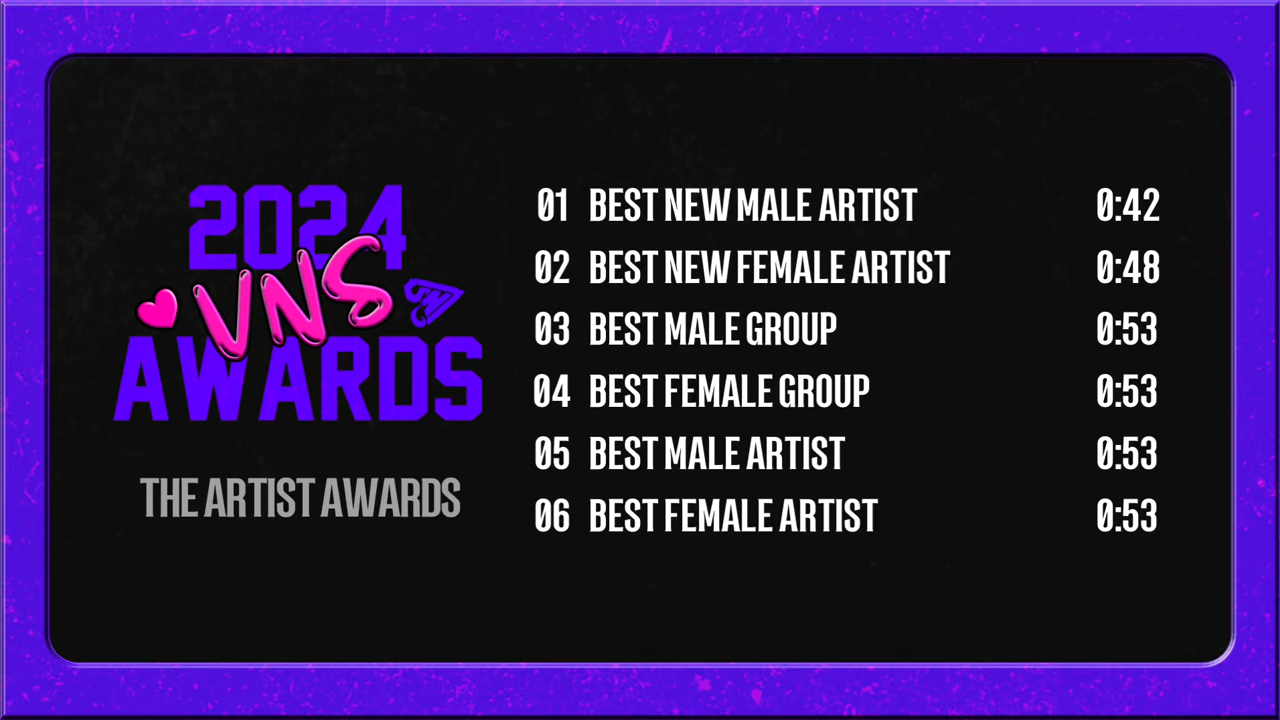 2024
VNS
AWARDS
THE ARTIST AWARDS
01 BEST NEW MALE ARTIST 0:42
02 BEST NEW FEMALE ARTIST 0:48
03 BEST MALE GROUP 0:53
04 BEST FEMALE GROUP 0:53
05 BEST MALE ARTIST 0:53
06 BEST FEMALE ARTIST 0:53